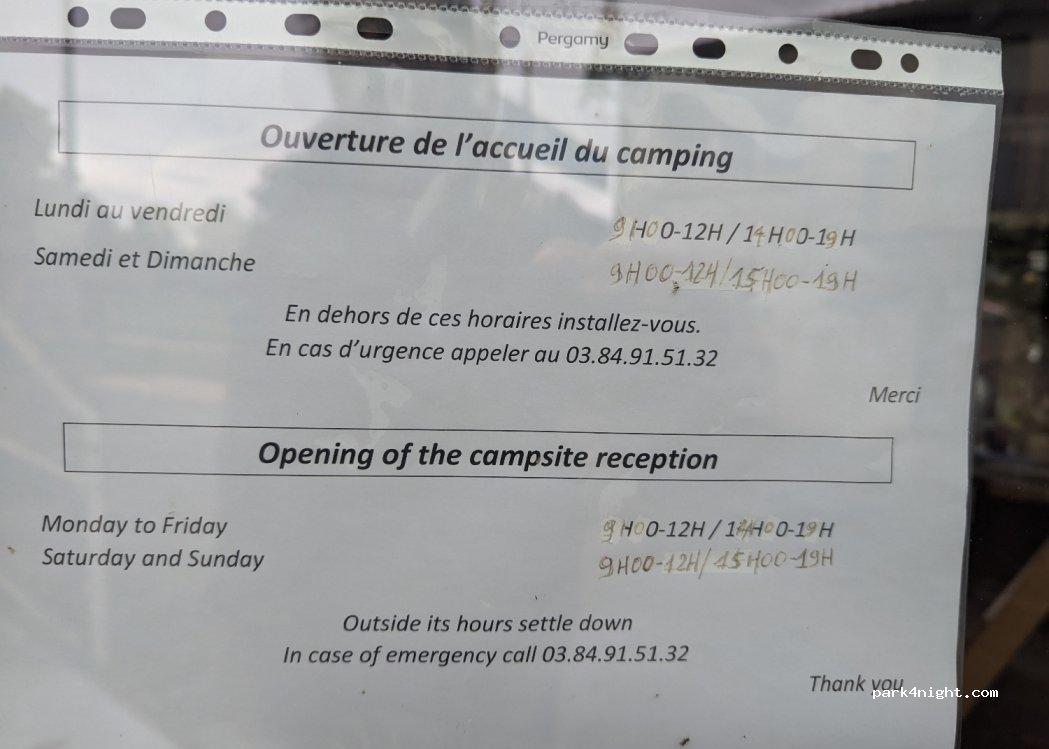 Pergamy
Ouverture de l'accueil du camping
Lundi au vendredi 9H00-12H / 14H00-19H
Samedi et Dimanche 9H00-12H/15H00-19H
En dehors de ces horaires installez-vous.
En cas d'urgence appeler au 03.84.91.51.32
Merci
Opening of the campsite reception
Monday to Friday 9H00-12H / 14H00-19H
Saturday and Sunday 9H00-12H/15H00-19H
Outside its hours settle down
In case of emergency call 03.84.91.51.32
Thank you
park4night.com